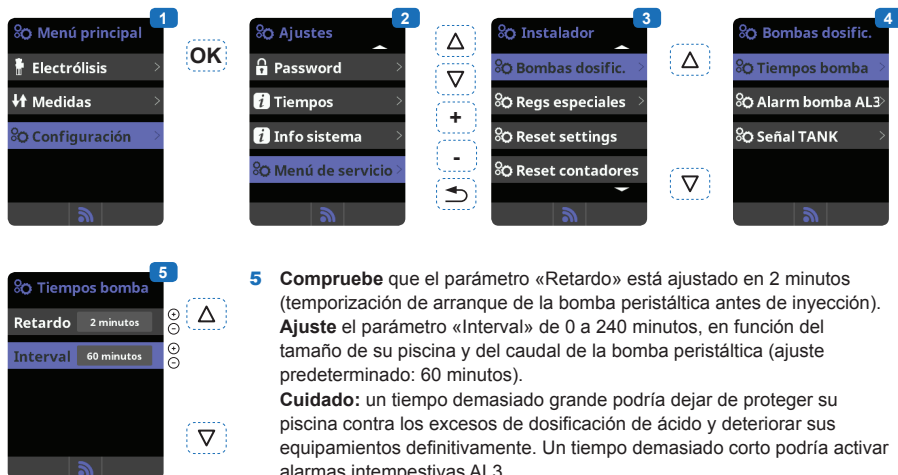 1
Menú principal
Electrólisis
Medidas
Configuración
OK
2
Ajustes
Password
Tiempos
Info sistema
Menú de servicio
+
-
3
Instalador
Bombas dosific.
Regs especiales
Reset settings
Reset contadores
4
Bombas dosific.
Tiempos bomba
Alarm bomba AL3
Señal TANK
5
Tiempos bomba
Retardo 2 minutos
Interval 60 minutos
5 Compruebe que el parámetro «Retardo» está ajustado en 2 minutos
(temporización de arranque de la bomba peristáltica antes de inyección).
Ajuste el parámetro «Interval» de 0 a 240 minutos, en función del
tamaño de su piscina y del caudal de la bomba peristáltica (ajuste
predeterminado: 60 minutos).
Cuidado: un tiempo demasiado grande podría dejar de proteger su
piscina contra los excesos de dosificación de ácido y deteriorar sus
equipamientos definitivamente. Un tiempo demasiado corto podría activar
alarmas intempestivas AL3.